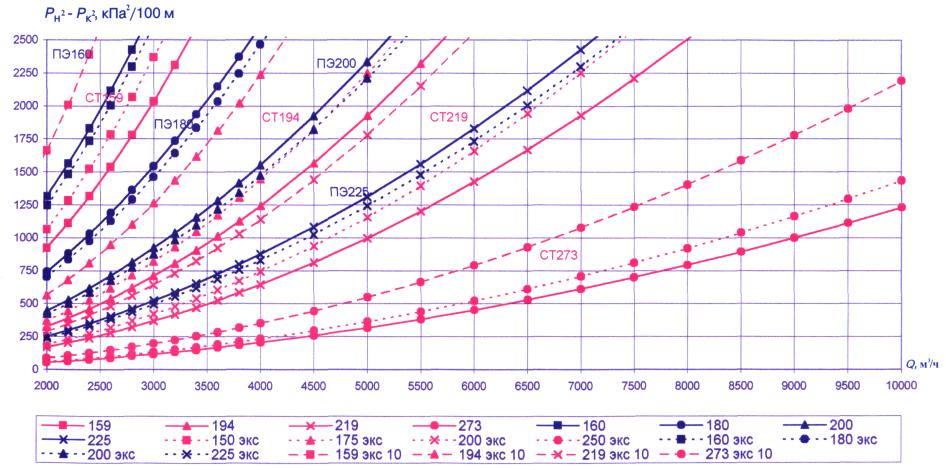 Pн² - Pк², кПа²/100 м
2500
2250
2000
1750
1500
1250
1000
750
500
250
0
ПЭ160
СТ159
ПЭ180
СТ194
ПЭ200
СТ219
ПЭ225
СТ273
Q, м³/ч
2000 2400 3000 3600 4000 4500 5000 5500 6000 6500 7000 7500 8000 8500 9000 9500 10000
159 194 219 273 160 180 200
225 150 экс 175 экс 200 экс 250 экс 160 экс 180 экс
200 экс 225 экс 159 экс 10 194 экс 10 219 экс 10 273 экс 10